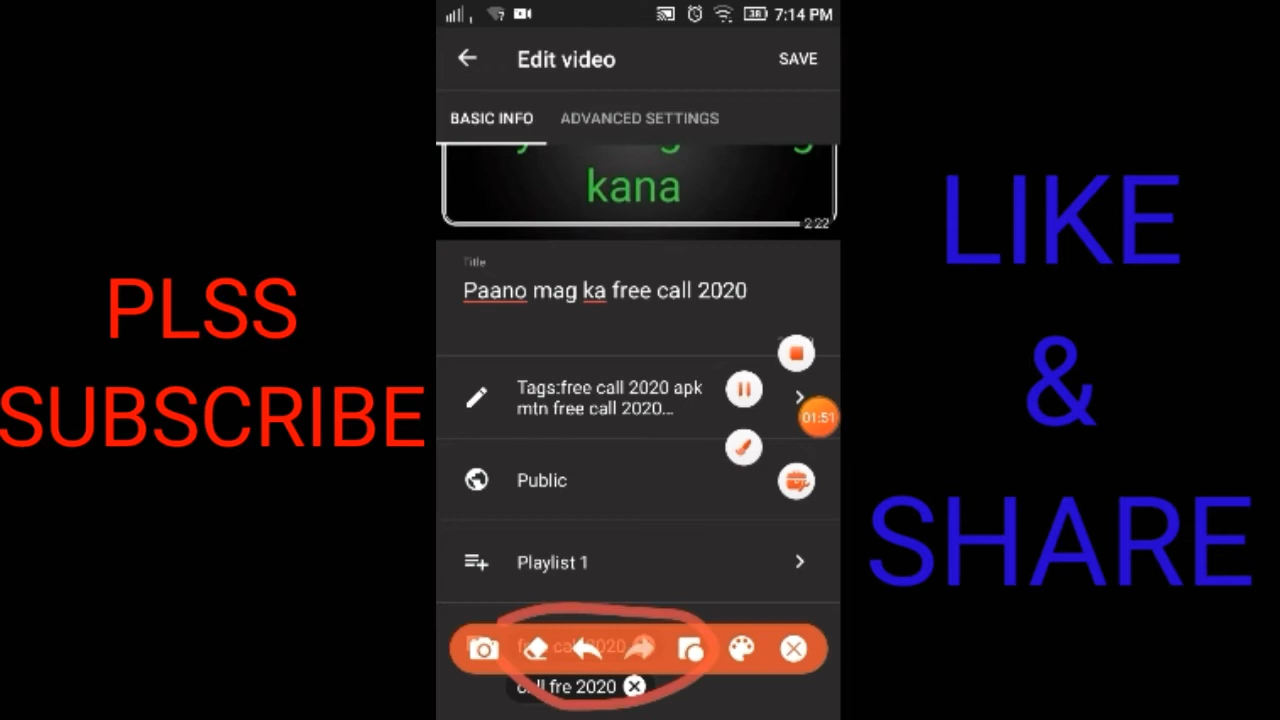 7:14 PM
Edit video
SAVE
BASIC INFO
ADVANCED SETTINGS
kana
2:22
Title
Paano mag ka free call 2020
Tags:free call 2020 apk
mtn free call 2020...
01:51
Public
Playlist 1
call fre 2020
PLSS
SUBSCRIBE
LIKE
&
SHARE